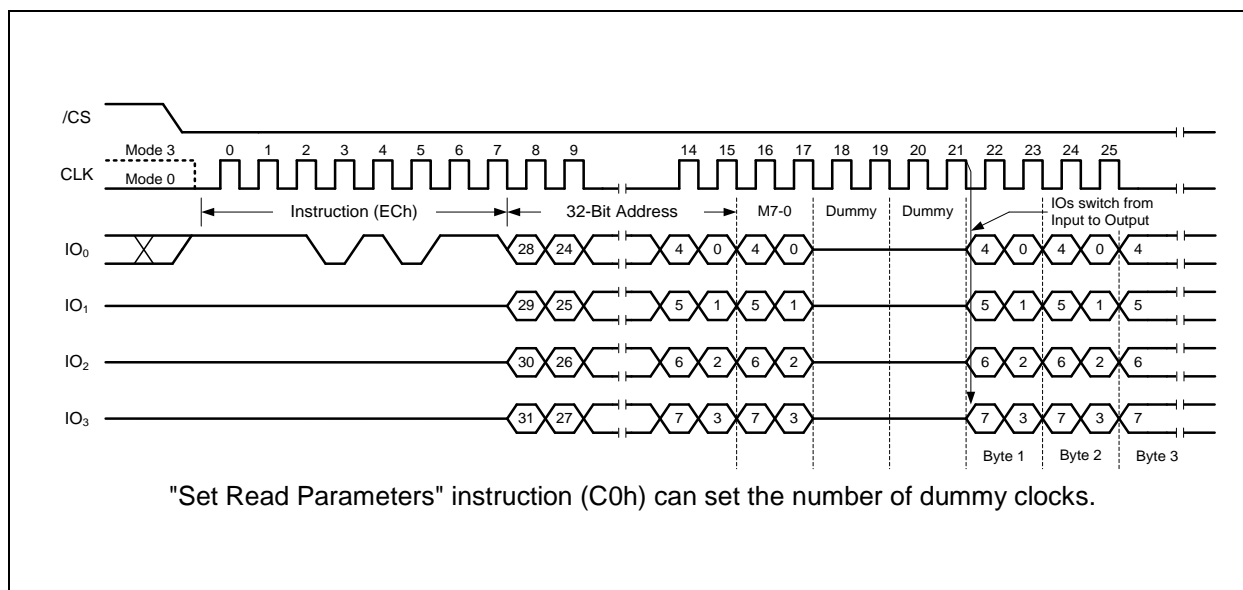 /CS
Mode 3 0 1 2 3 4 5 6 7 8 9 14 15 16 17 18 19 20 21 22 23 24 25
CLK Mode 0
Instruction (ECh) 32-Bit Address M7-0 Dummy Dummy IOs switch from
Input to Output
IO0 28 24 4 0 4 0 4 0 4 0 4
IO1 29 25 5 1 5 1 5 1 5 1 5
IO2 30 26 6 2 6 2 6 2 6 2 6
IO3 31 27 7 3 7 3 7 3 7 3 7
Byte 1 Byte 2 Byte 3
"Set Read Parameters" instruction (C0h) can set the number of dummy clocks.